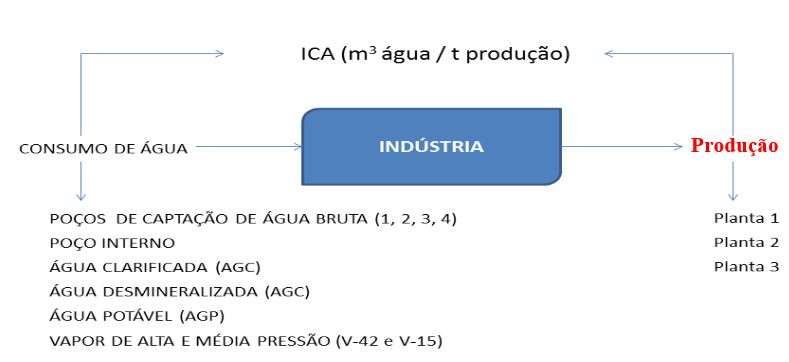 ICA (m³ água / t produção)
CONSUMO DE ÁGUA
INDÚSTRIA
Produção
POÇOS DE CAPTAÇÃO DE ÁGUA BRUTA (1, 2, 3, 4)
POÇO INTERNO
ÁGUA CLARIFICADA (AGC)
ÁGUA DESMINERALIZADA (AGC)
ÁGUA POTÁVEL (AGP)
VAPOR DE ALTA E MÉDIA PRESSÃO (V-42 e V-15)
Planta 1
Planta 2
Planta 3